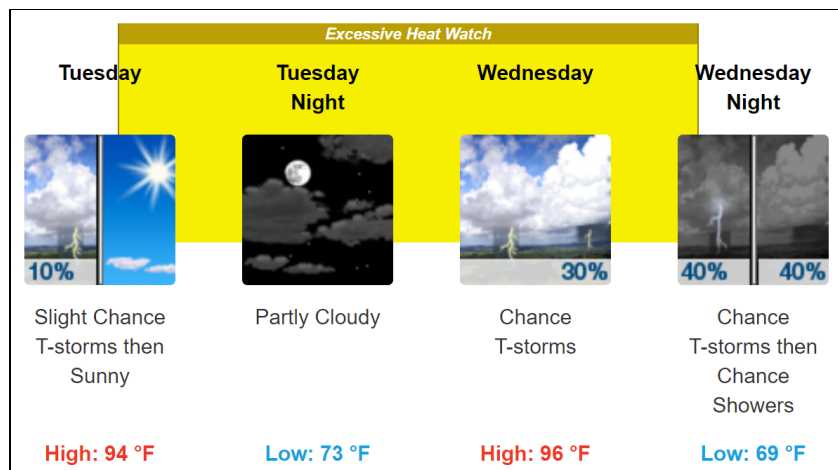 Excessive Heat Watch
Tuesday
Tuesday
Night
Wednesday
Wednesday
Night
10%
30%
40%
40%
Slight Chance
T-storms then
Sunny
Partly Cloudy
Chance
T-storms
Chance
T-storms then
Chance
Showers
High: 94 °F
Low: 73 °F
High: 96 °F
Low: 69 °F